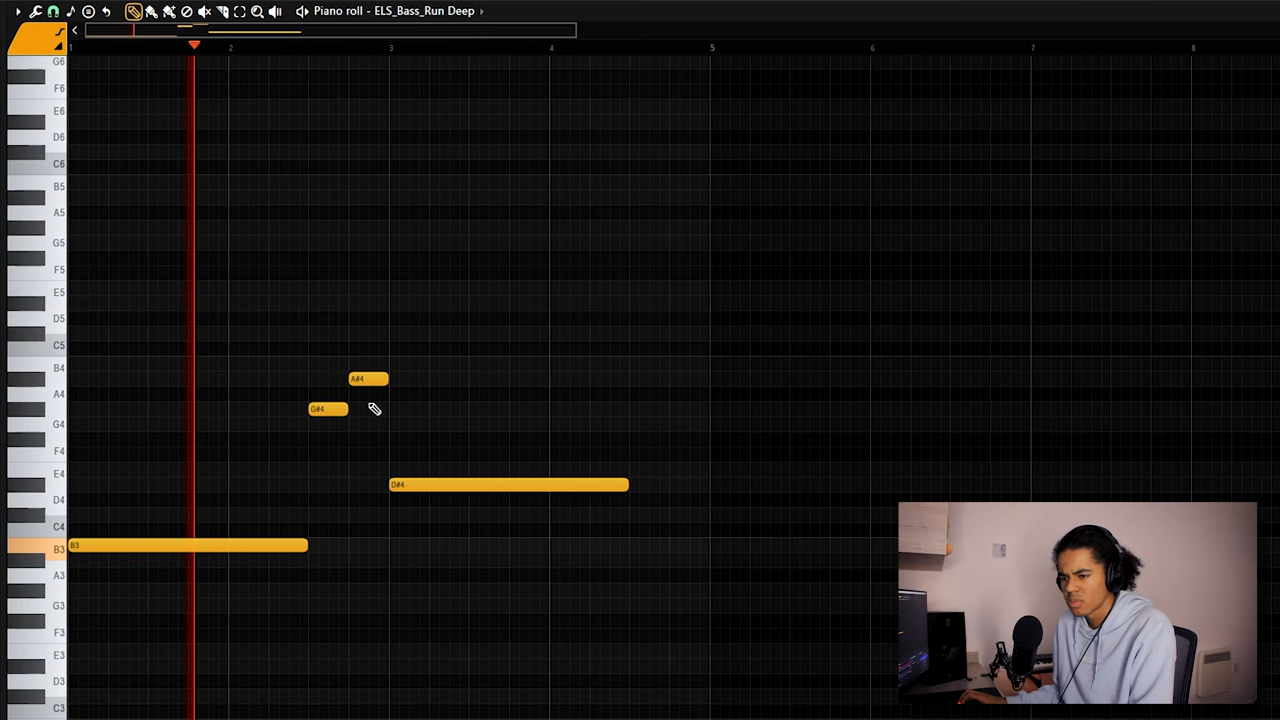 Piano roll - ELS_Bass_Run Deep
1 2 3 4 5 6 7 8
G6
F6
E6
D6
C6
B5
A5
G5
F5
E5
D5
C5
B4
A#4
A4
G#4
G4
F4
E4
D#4
D4
C4
B3 B3
A3
G3
F3
E3
D3
C3